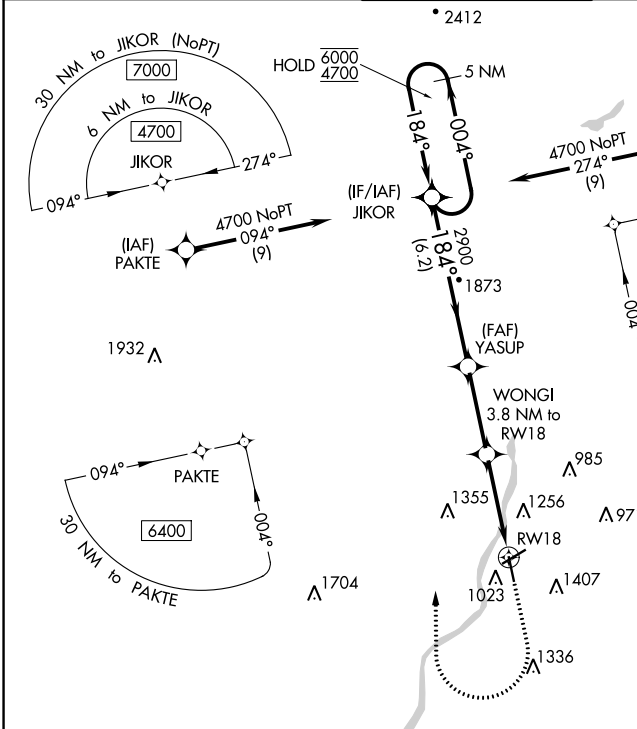 2412
30 NM to JIKOR (NoPT)
7000
6 NM to JIKOR
4700
JIKOR
094°
274°
HOLD 6000
4700
5 NM
184°
004°
4700 NoPT
274°
(9)
(IF/IAF)
JIKOR
4700 NoPT
094°
(9)
(IAF)
PAKTE
2900
184°
(6.2)
1873
004
(FAF)
YASUP
1932
WONGI
3.8 NM to
RW18
094°
PAKTE
004°
6400
30 NM to PAKTE
985
1355
1256
97
RW18
1023
1407
1704
1336